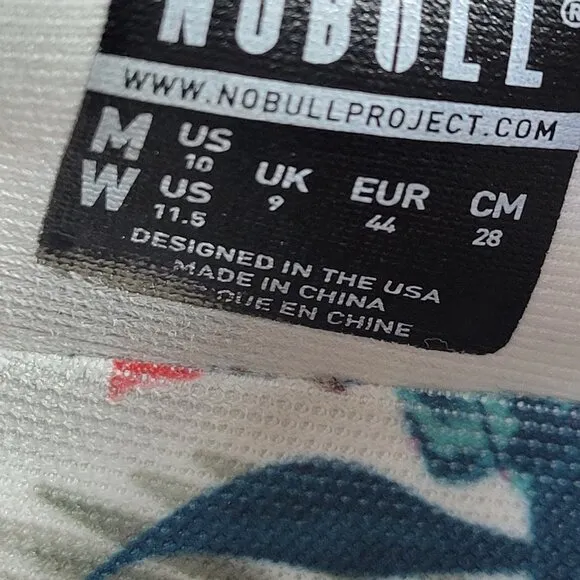 NOBULL®
WWW.NOBULLPROJECT.COM
M US 10 UK 9 EUR 44 CM 28
W US 11.5
DESIGNED IN THE USA
MADE IN CHINA
QUE EN CHINE